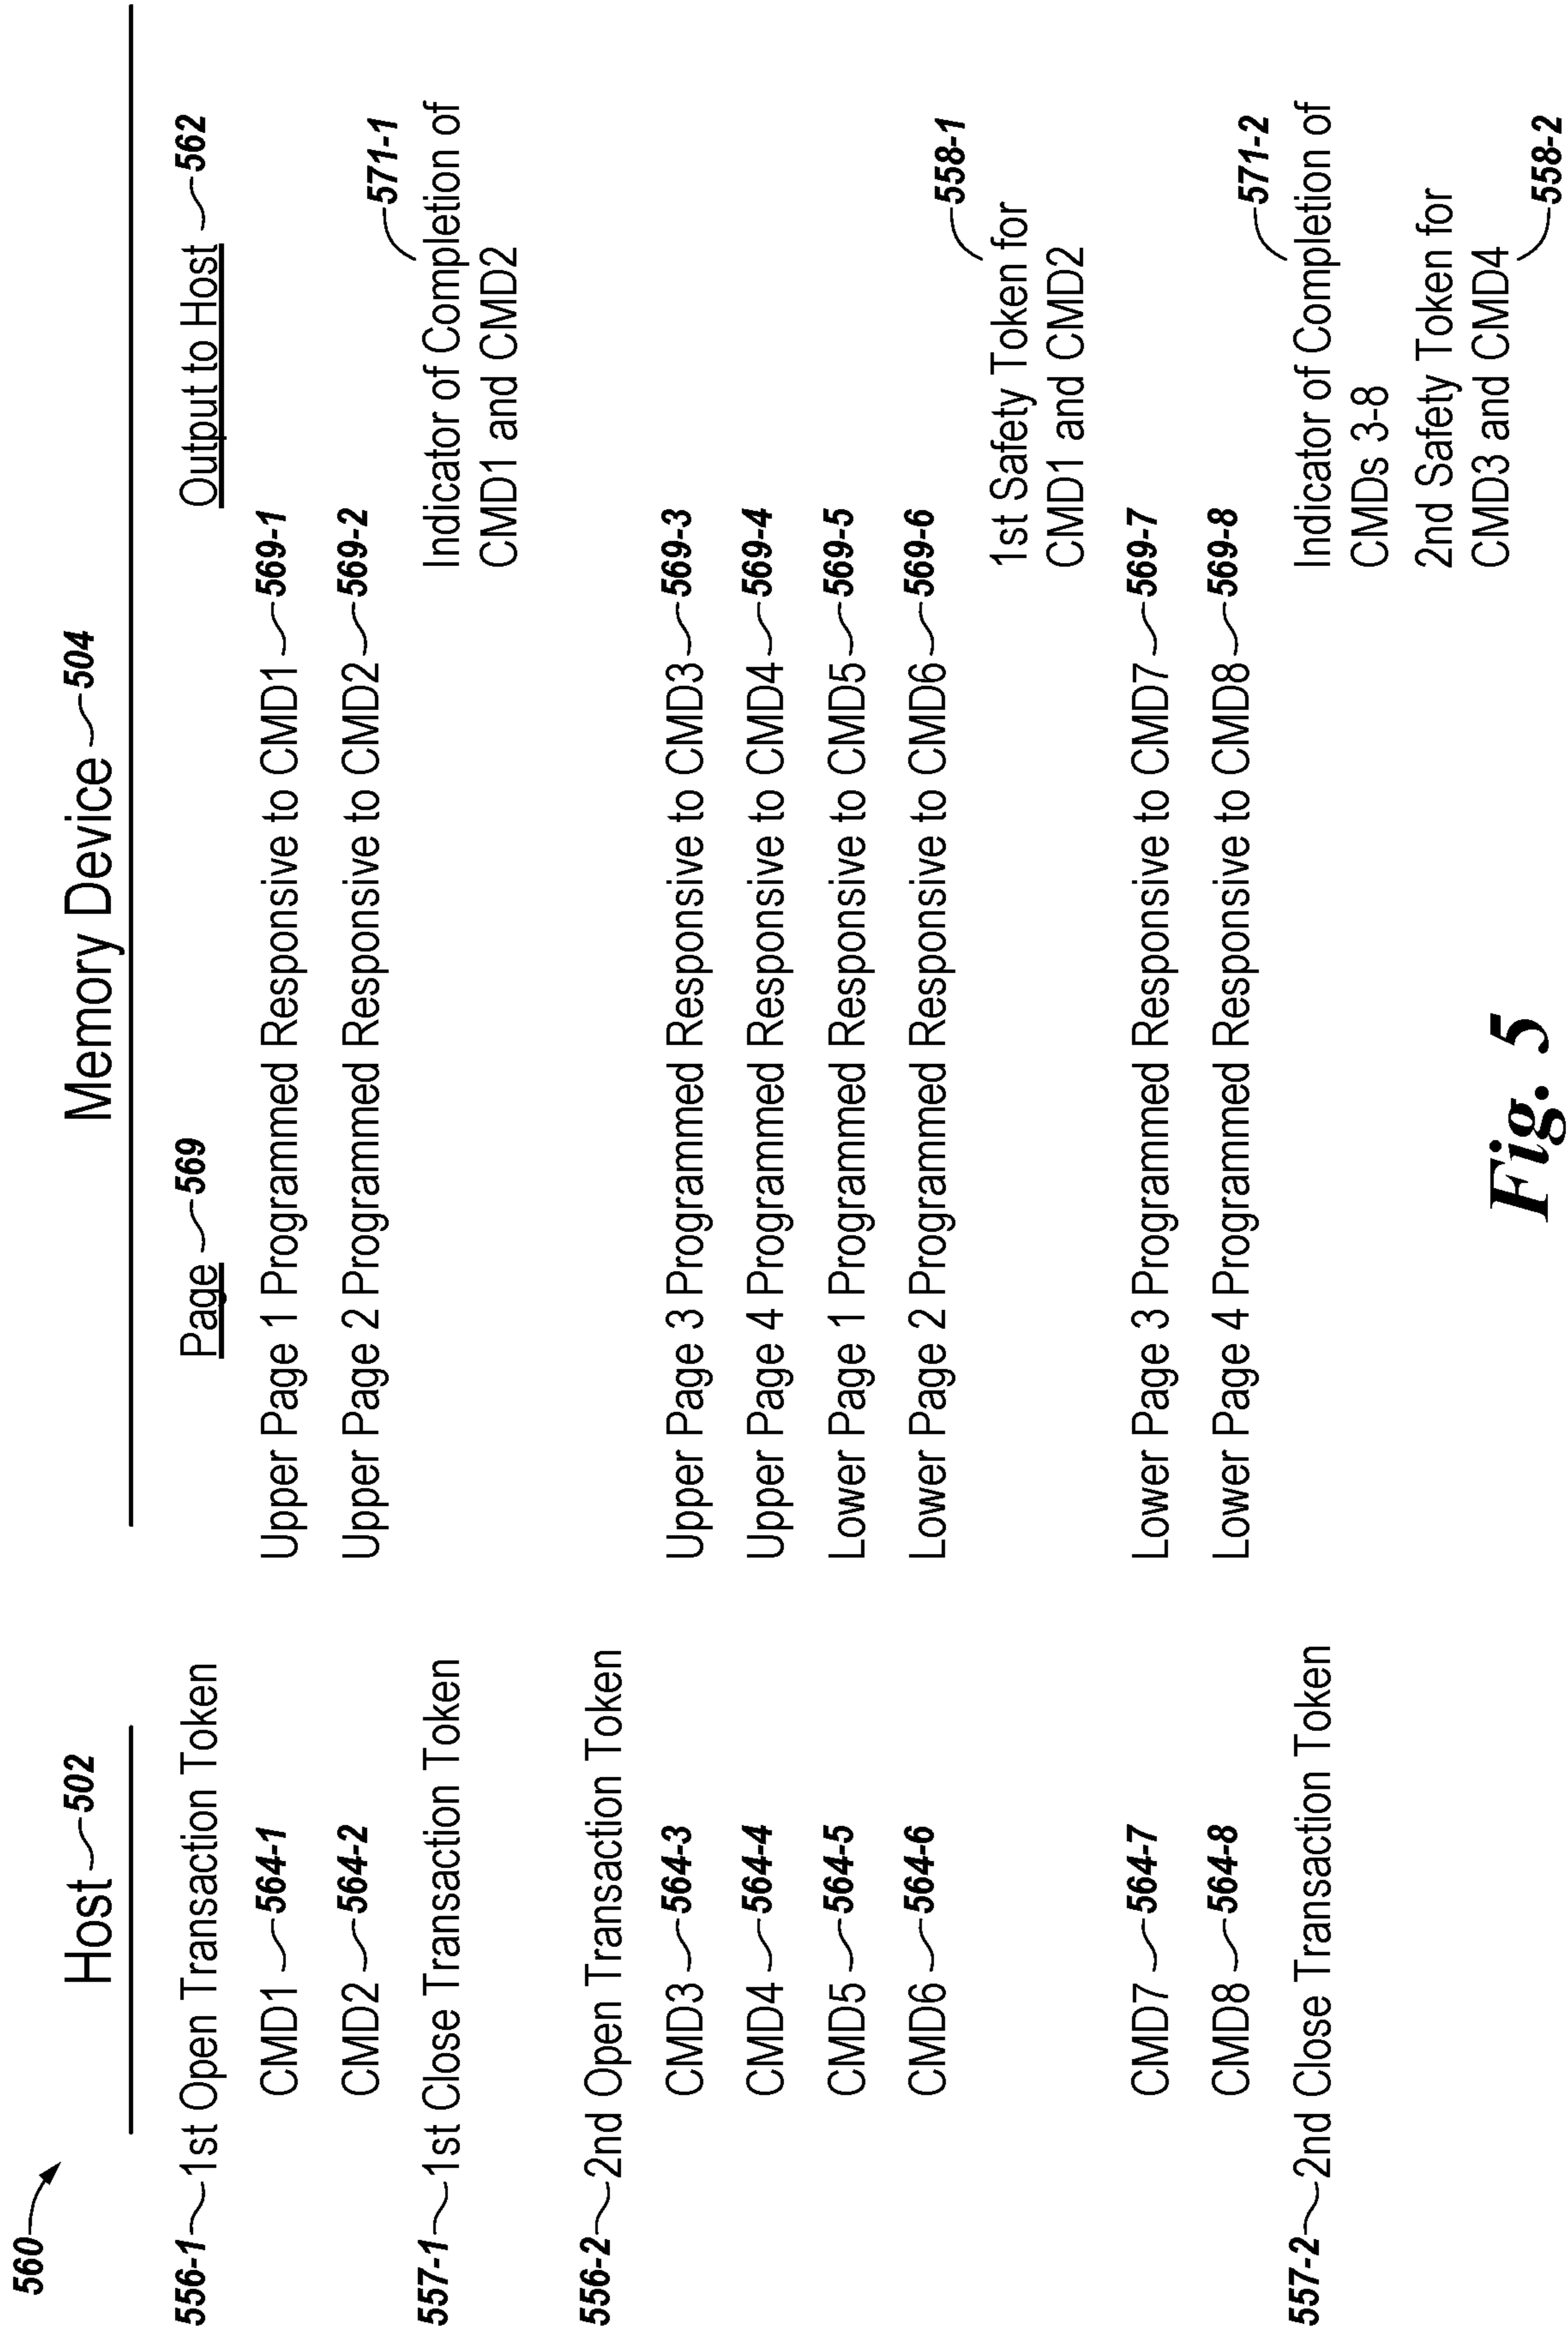 560
Host 502
Memory Device 504
556-1 1st Open Transaction Token
Page 569
Output to Host 562
CMD1 564-1
Upper Page 1 Programmed Responsive to CMD1 569-1
CMD2 564-2
Upper Page 2 Programmed Responsive to CMD2 569-2
571-1
557-1 1st Close Transaction Token
Indicator of Completion of
CMD1 and CMD2
556-2 2nd Open Transaction Token
CMD3 564-3
Upper Page 3 Programmed Responsive to CMD3 569-3
CMD4 564-4
Upper Page 4 Programmed Responsive to CMD4 569-4
CMD5 564-5
Lower Page 1 Programmed Responsive to CMD5 569-5
CMD6 564-6
Lower Page 2 Programmed Responsive to CMD6 569-6
558-1
1st Safety Token for
CMD1 and CMD2
CMD7 564-7
Lower Page 3 Programmed Responsive to CMD7 569-7
CMD8 564-8
Lower Page 4 Programmed Responsive to CMD8 569-8
571-2
557-2 2nd Close Transaction Token
Indicator of Completion of
CMDs 3-8
2nd Safety Token for
CMD3 and CMD4
558-2
Fig. 5